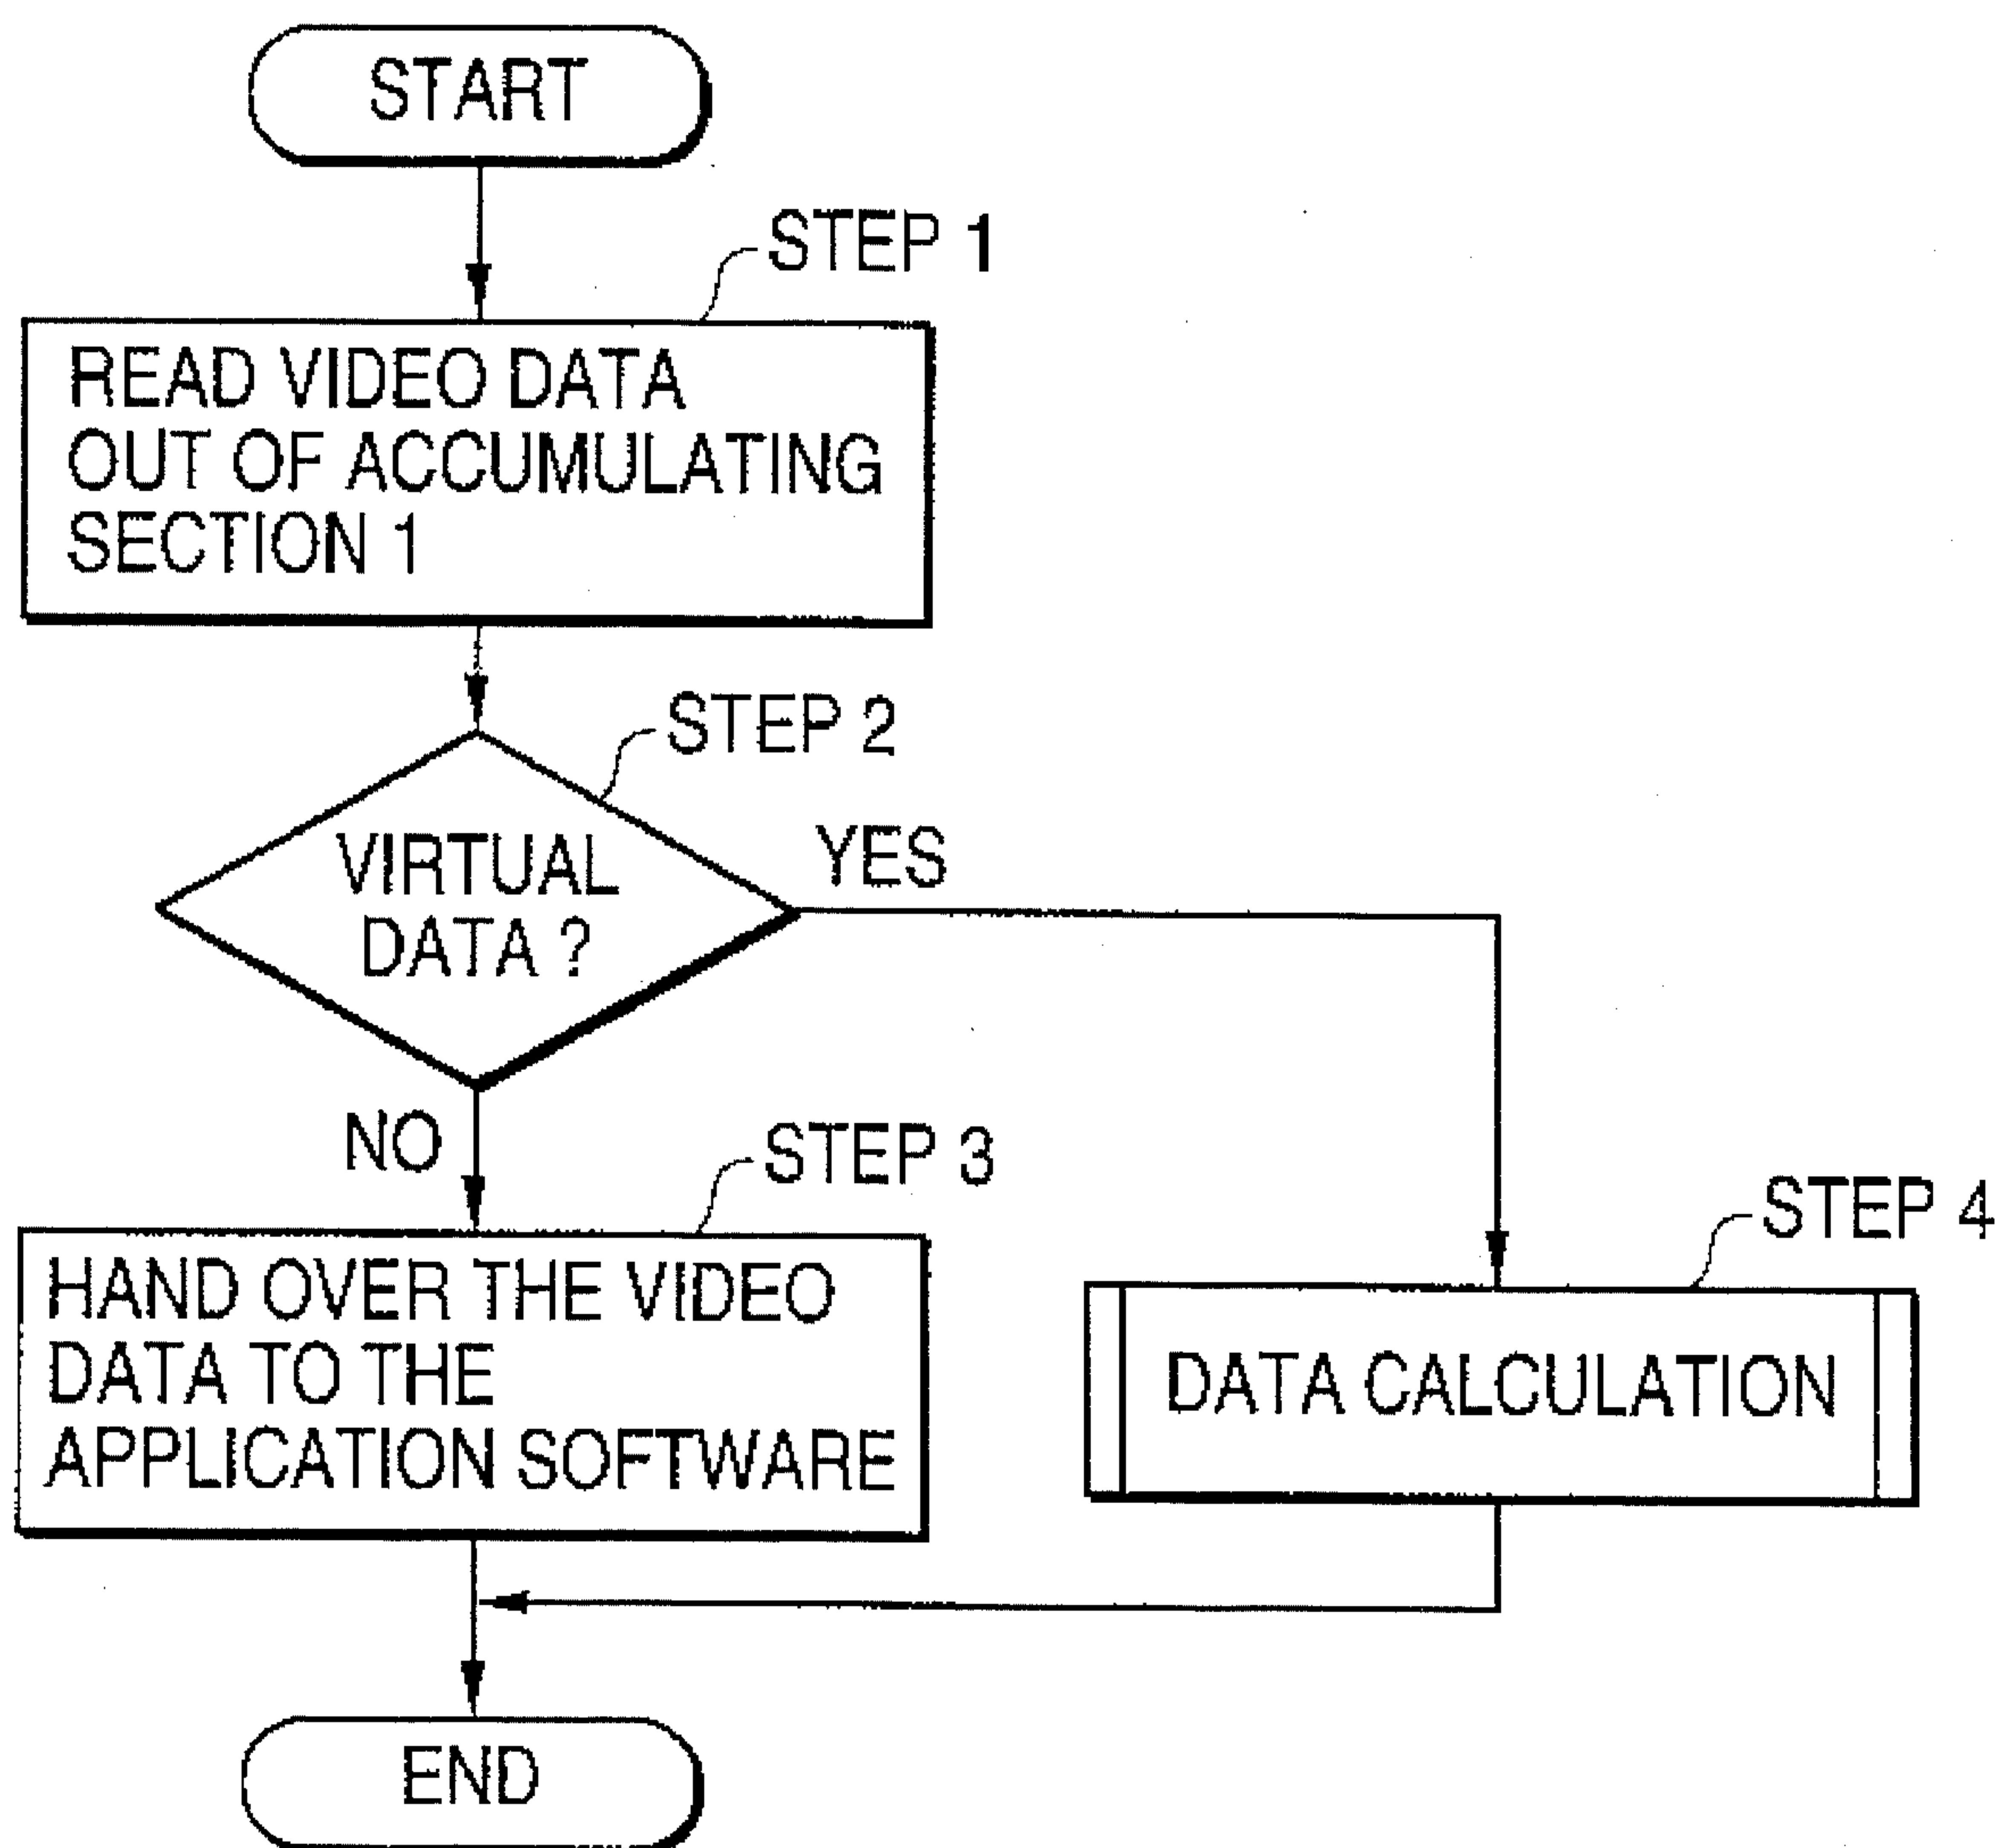 START
STEP 1
READ VIDEO DATA
OUT OF ACCUMULATING
SECTION 1
STEP 2
VIRTUAL
DATA ?
YES
NO
STEP 3
HAND OVER THE VIDEO
DATA TO THE
APPLICATION SOFTWARE
STEP 4
DATA CALCULATION
END